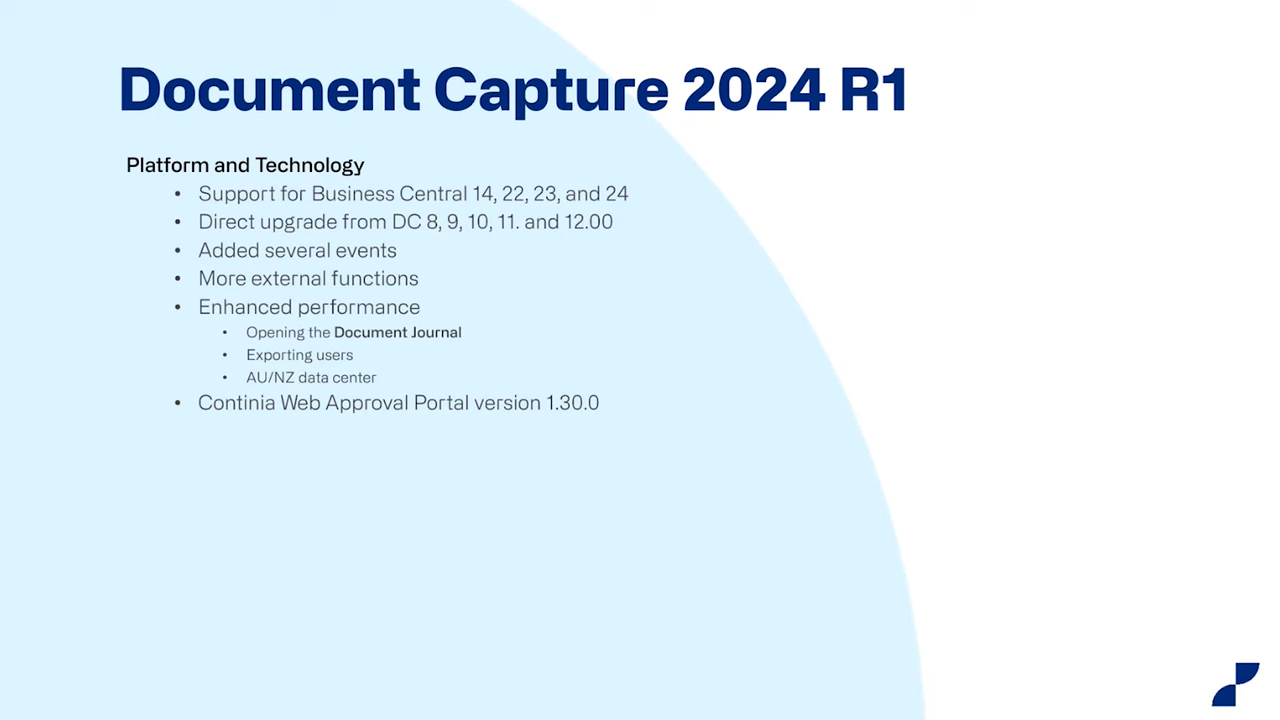 Document Capture 2024 R1
Platform and Technology
• Support for Business Central 14, 22, 23, and 24
• Direct upgrade from DC 8, 9, 10, 11. and 12.00
• Added several events
• More external functions
• Enhanced performance
• Opening the Document Journal
• Exporting users
• AU/NZ data center
• Continia Web Approval Portal version 1.30.0